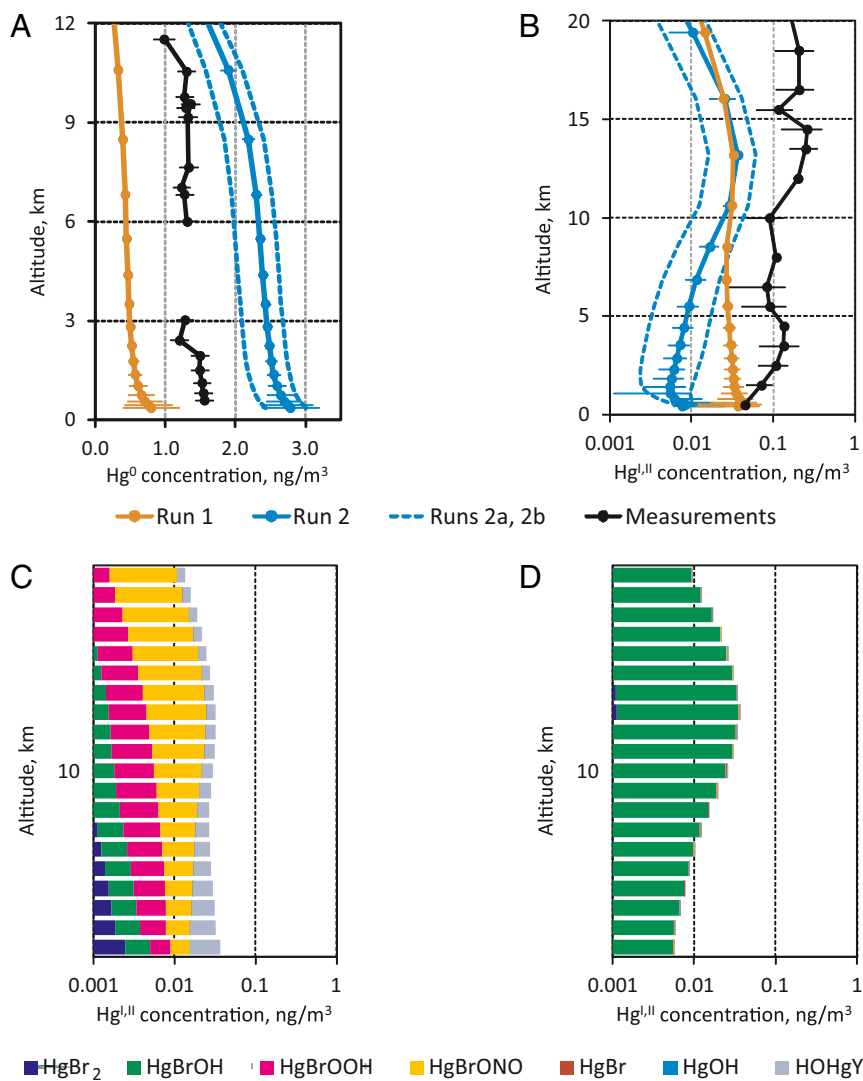 A
12
9
6
3
0
Altitude, km
0.0 1.0 2.0 3.0
Hg⁰ concentration, ng/m³
B
20
15
10
5
0
Altitude, km
0.001 0.01 0.1 1
Hgᴵ,ᴵᴵ concentration, ng/m³
Run 1 Run 2 Runs 2a, 2b Measurements
C
10
Altitude, km
0.001 0.01 0.1 1
Hgᴵ,ᴵᴵ concentration, ng/m³
D
10
Altitude, km
0.001 0.01 0.1 1
Hgᴵ,ᴵᴵ concentration, ng/m³
HgBr₂ HgBrOH HgBrOOH HgBrONO HgBr HgOH HOHgY